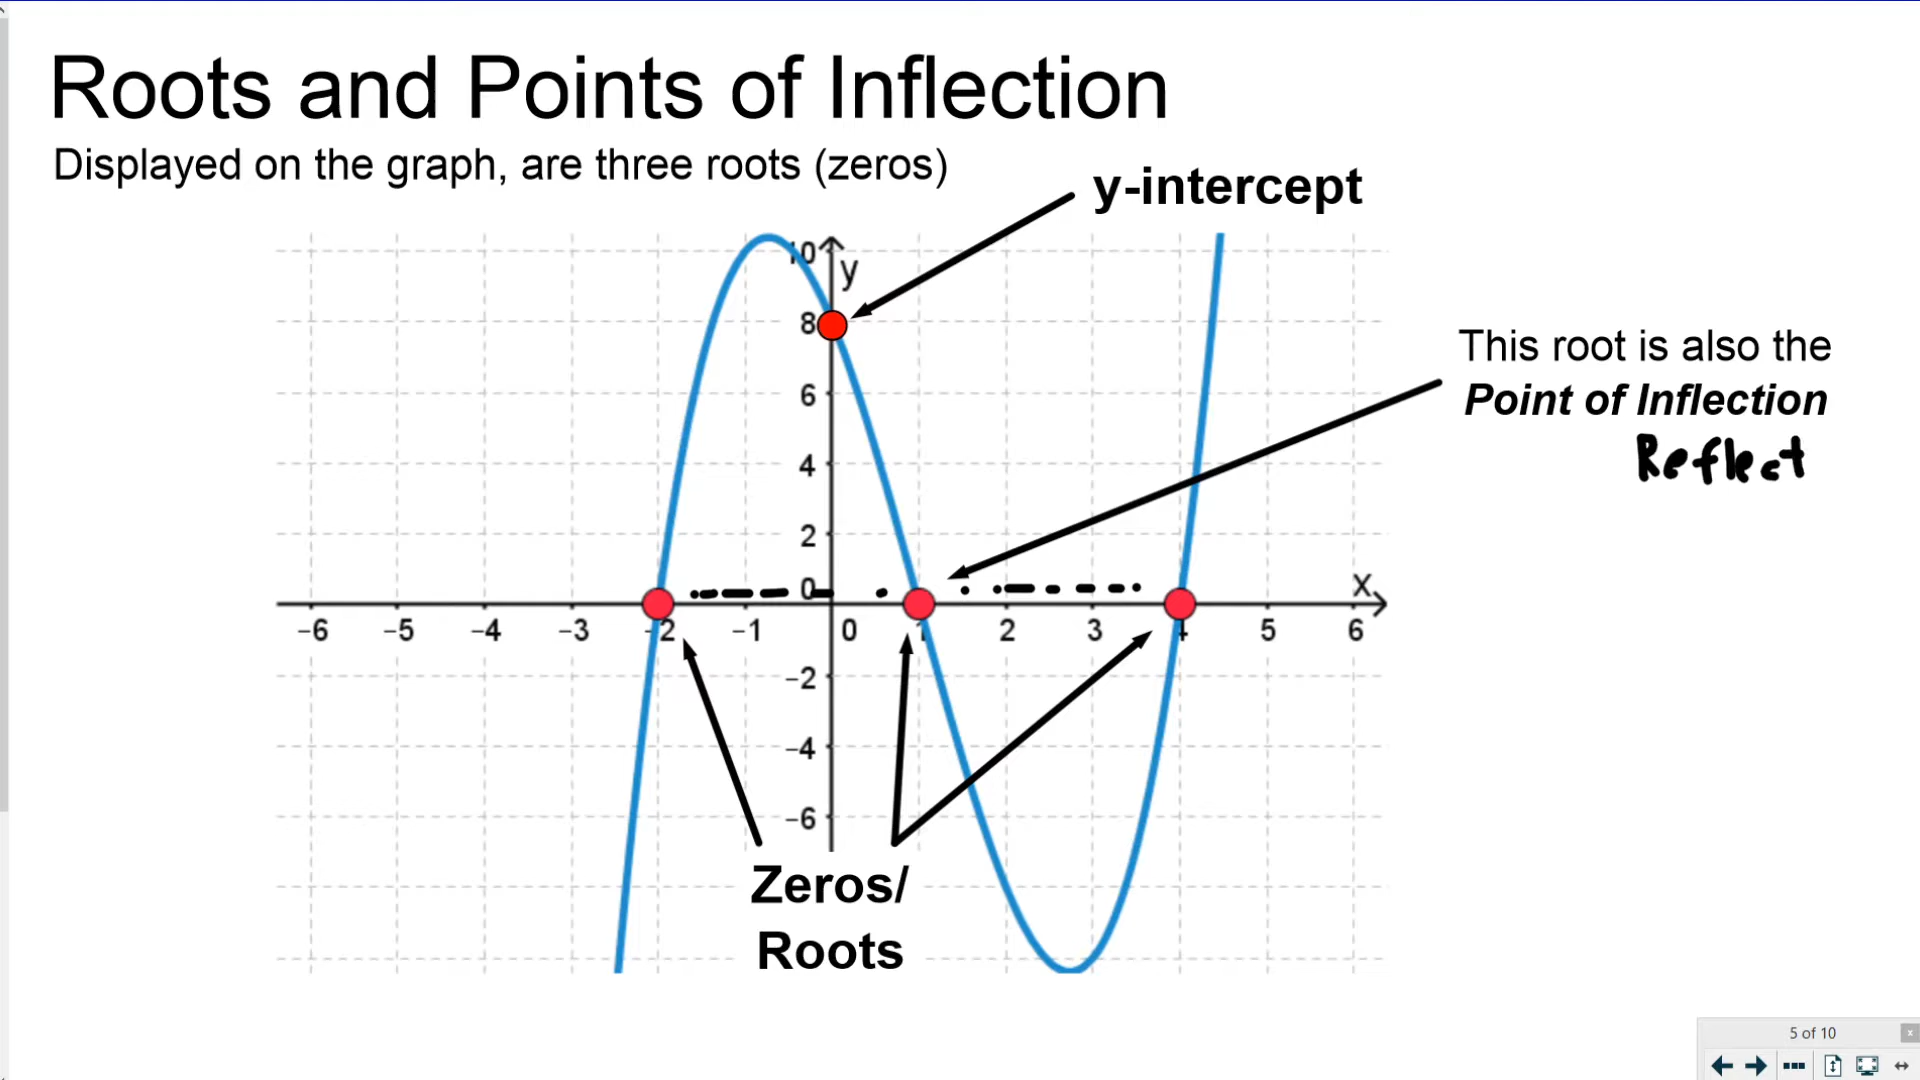 Roots and Points of Inflection
Displayed on the graph, are three roots (zeros)
y-intercept
10
y
8
This root is also the
6
Point of Inflection
Reflect
4
2
0
x
−6 −5 −4 −3 −2 −1 0 1 2 3 4 5 6
−2
−4
−6
Zeros/
Roots
5 of 10